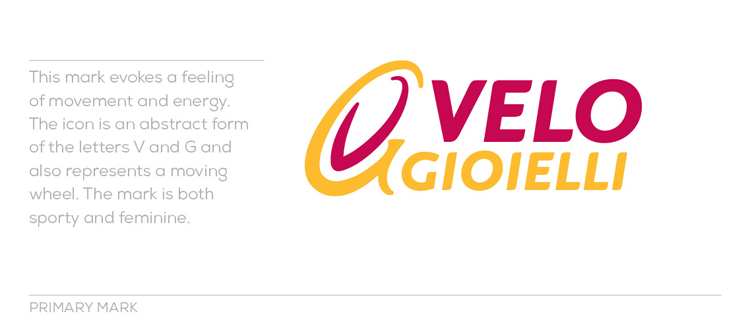 This mark evokes a feeling
of movement and energy.
The icon is an abstract form
of the letters V and G and
also represents a moving
wheel. The mark is both
sporty and feminine.
VELO
GIOIELLI
PRIMARY MARK